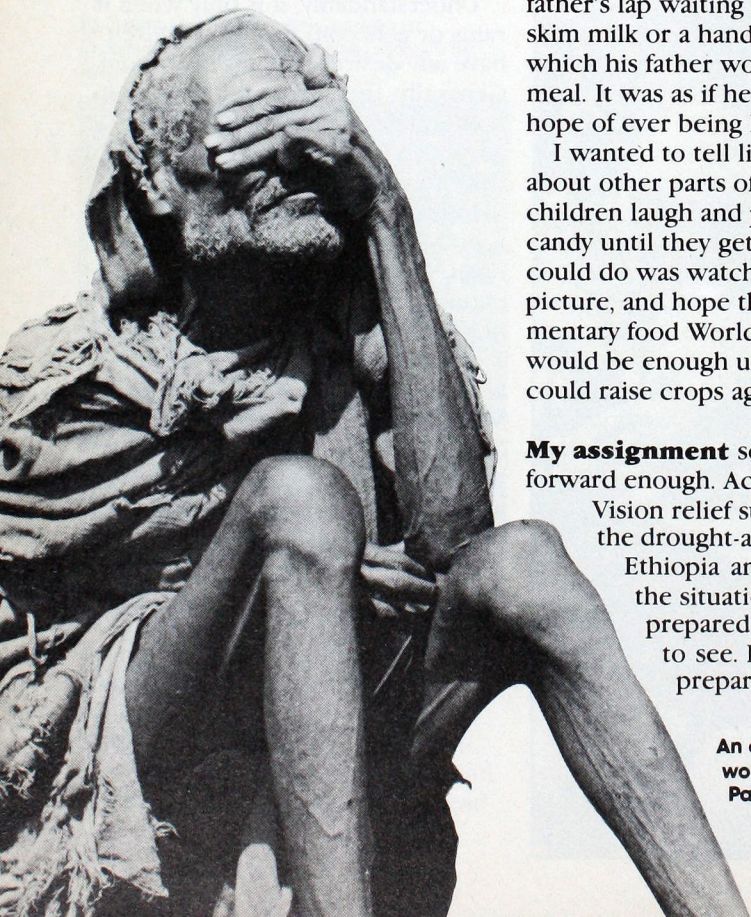 father's lap waiting
skim milk or a hand
which his father wo
meal. It was as if he
hope of ever being
I wanted to tell li
about other parts of
children laugh and
candy until they get
could do was watch
picture, and hope th
mentary food World
would be enough u
could raise crops ag
My assignment se
forward enough. Ac
Vision relief su
the drought-a
Ethiopia an
the situati
prepared
to see. I
prepar
An
wo
Pa